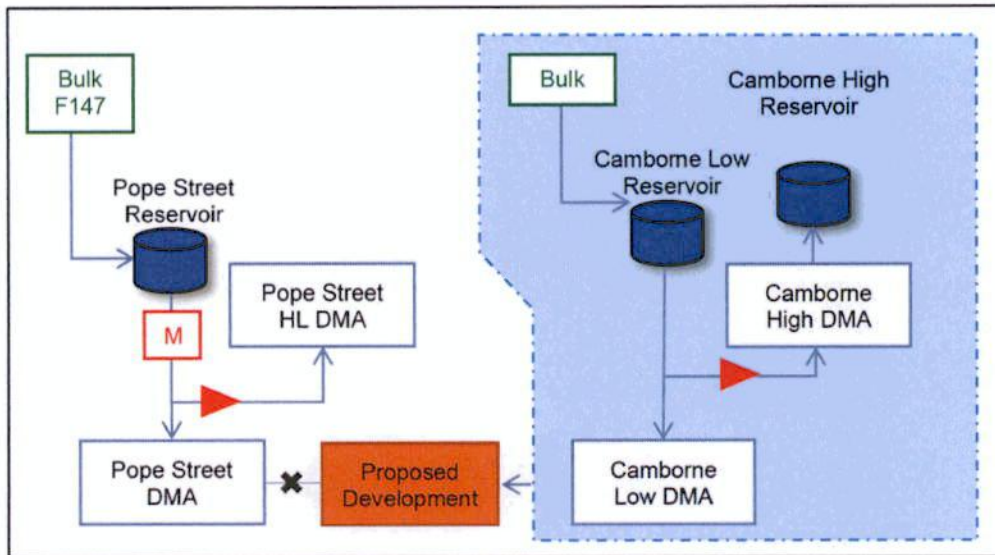 Bulk
F147
Pope Street
Reservoir
M
Pope Street
HL DMA
Pope Street
DMA
Proposed
Development
Bulk
Camborne High
Reservoir
Camborne Low
Reservoir
Camborne
High DMA
Camborne
Low DMA